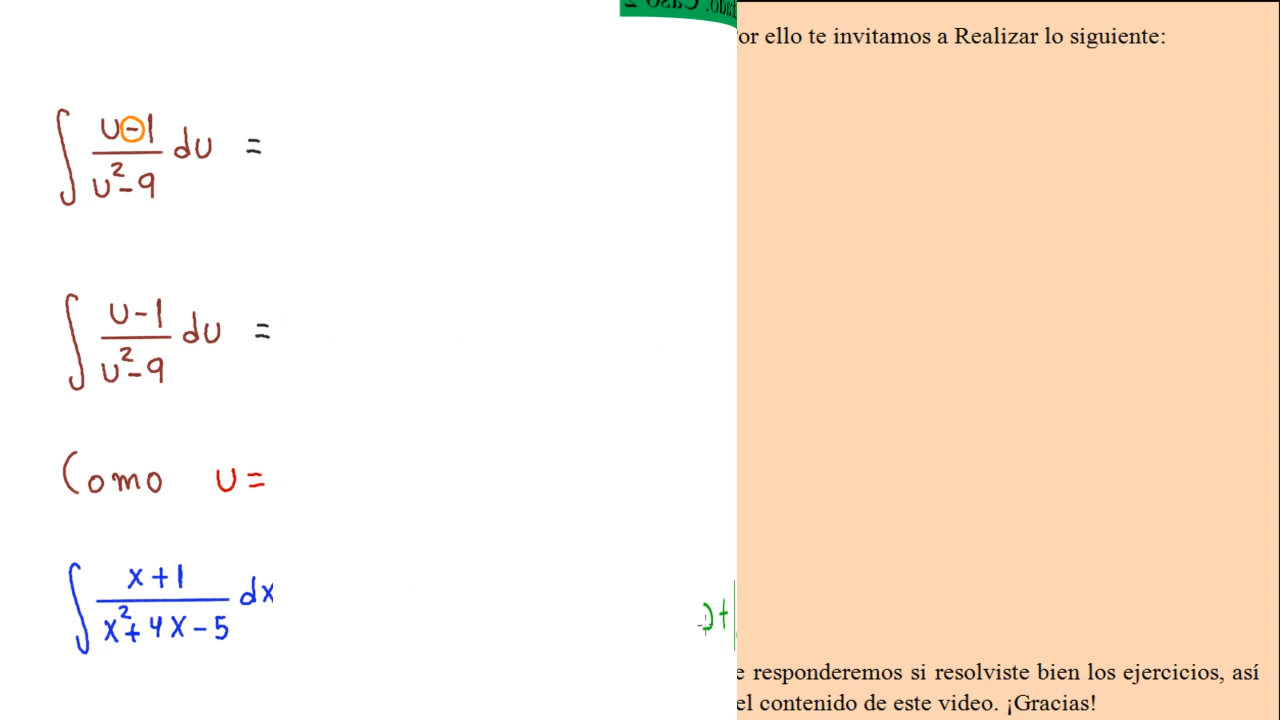 or ello te invitamos a Realizar lo siguiente:
∫ (u-1)/(u²-9) du =
∫ (u-1)/(u²-9) du =
Como u=
∫ (x+1)/(x²+4x-5) dx
e responderemos si resolviste bien los ejercicios, así
el contenido de este video. ¡Gracias!